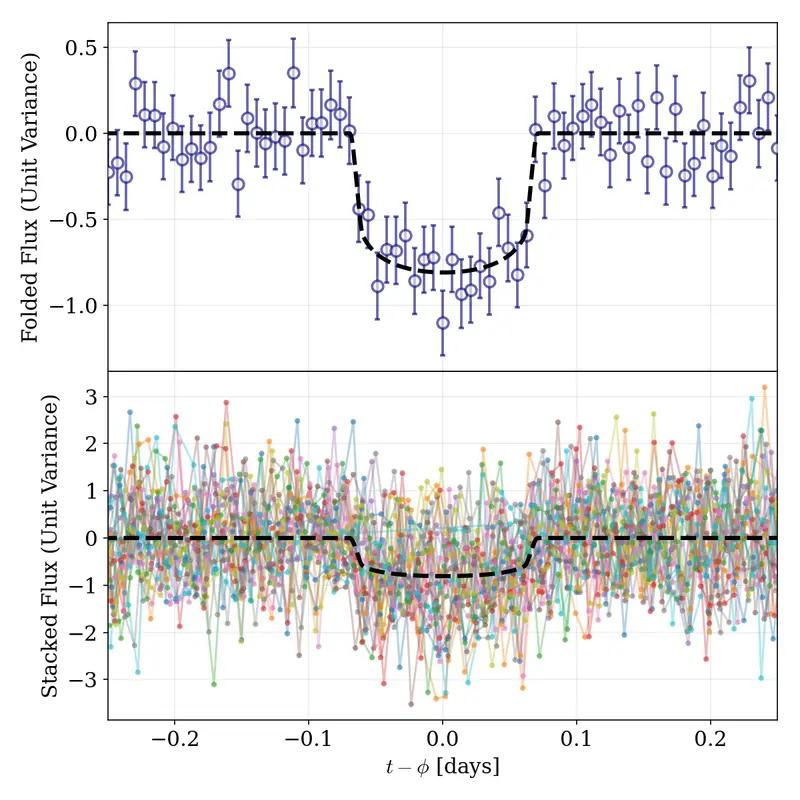 Folded Flux (Unit Variance)
0.5
0.0
−0.5
−1.0
Stacked Flux (Unit Variance)
3
2
1
0
−1
−2
−3
−0.2 −0.1 0.0 0.1 0.2
t − ϕ [days]